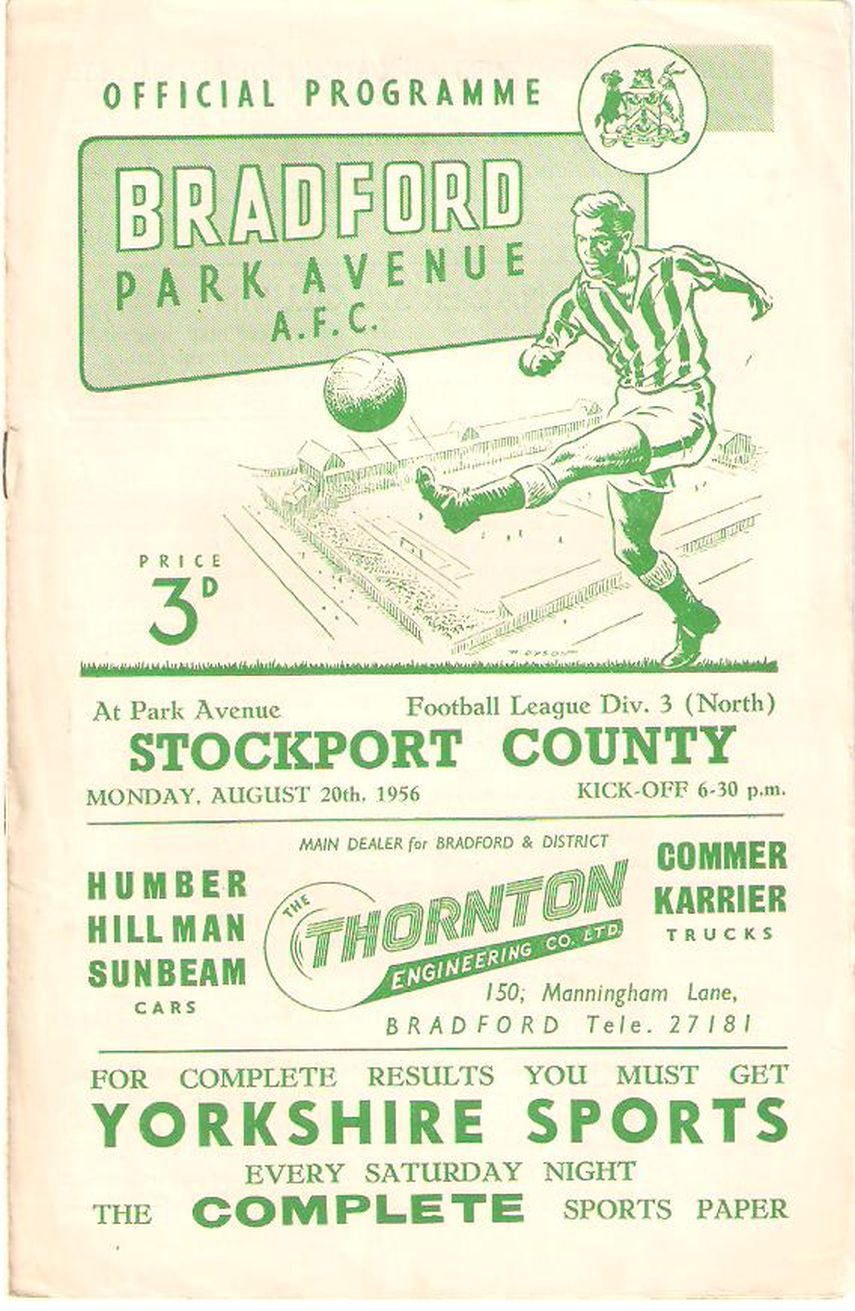 OFFICIAL PROGRAMME
BRADFORD
PARK AVENUE
A.F.C.
PRICE
3D
At Park Avenue Football League Div. 3 (North)
STOCKPORT COUNTY
MONDAY, AUGUST 20th, 1956 KICK-OFF 6-30 p.m.
MAIN DEALER for BRADFORD & DISTRICT
HUMBER
HILLMAN
SUNBEAM
CARS
THE
THORNTON
ENGINEERING CO. LTD.
COMMER
KARRIER
TRUCKS
150; Manningham Lane,
BRADFORD Tele. 27181
FOR COMPLETE RESULTS YOU MUST GET
YORKSHIRE SPORTS
EVERY SATURDAY NIGHT
THE COMPLETE SPORTS PAPER